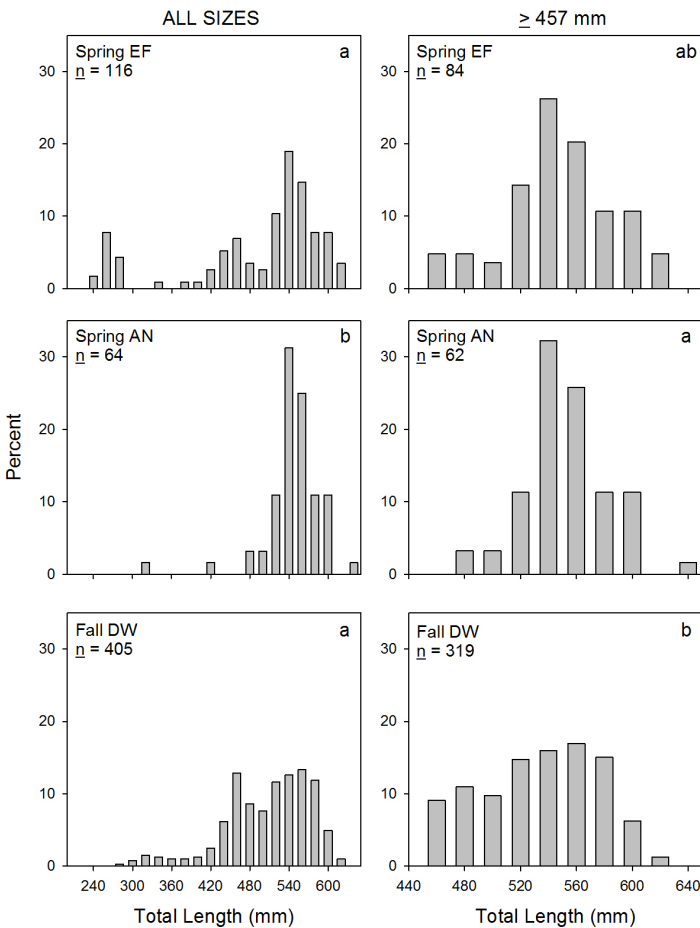 ALL SIZES
≥ 457 mm
Spring EF
n = 116
a
30
20
10
0
Spring EF
n = 84
ab
30
20
10
0
Spring AN
n = 64
b
30
20
10
0
Spring AN
n = 62
a
30
20
10
0
Percent
Fall DW
n = 405
a
30
20
10
0
240 300 360 420 480 540 600
Total Length (mm)
Fall DW
n = 319
b
30
20
10
0
440 480 520 560 600 640
Total Length (mm)